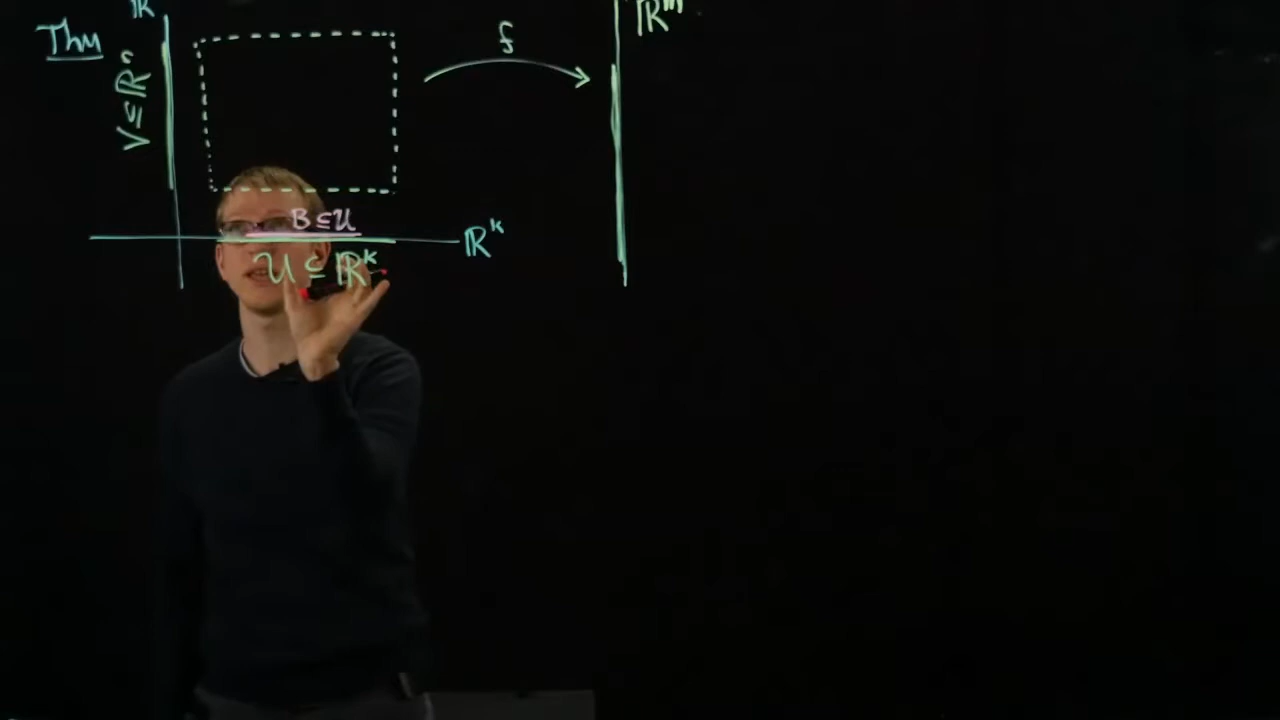 Thm
ℝ
ℝᵐ
V ⊆ ℝⁿ
f
B ⊆ U
U ⊆ ℝᵏ
ℝᵏ